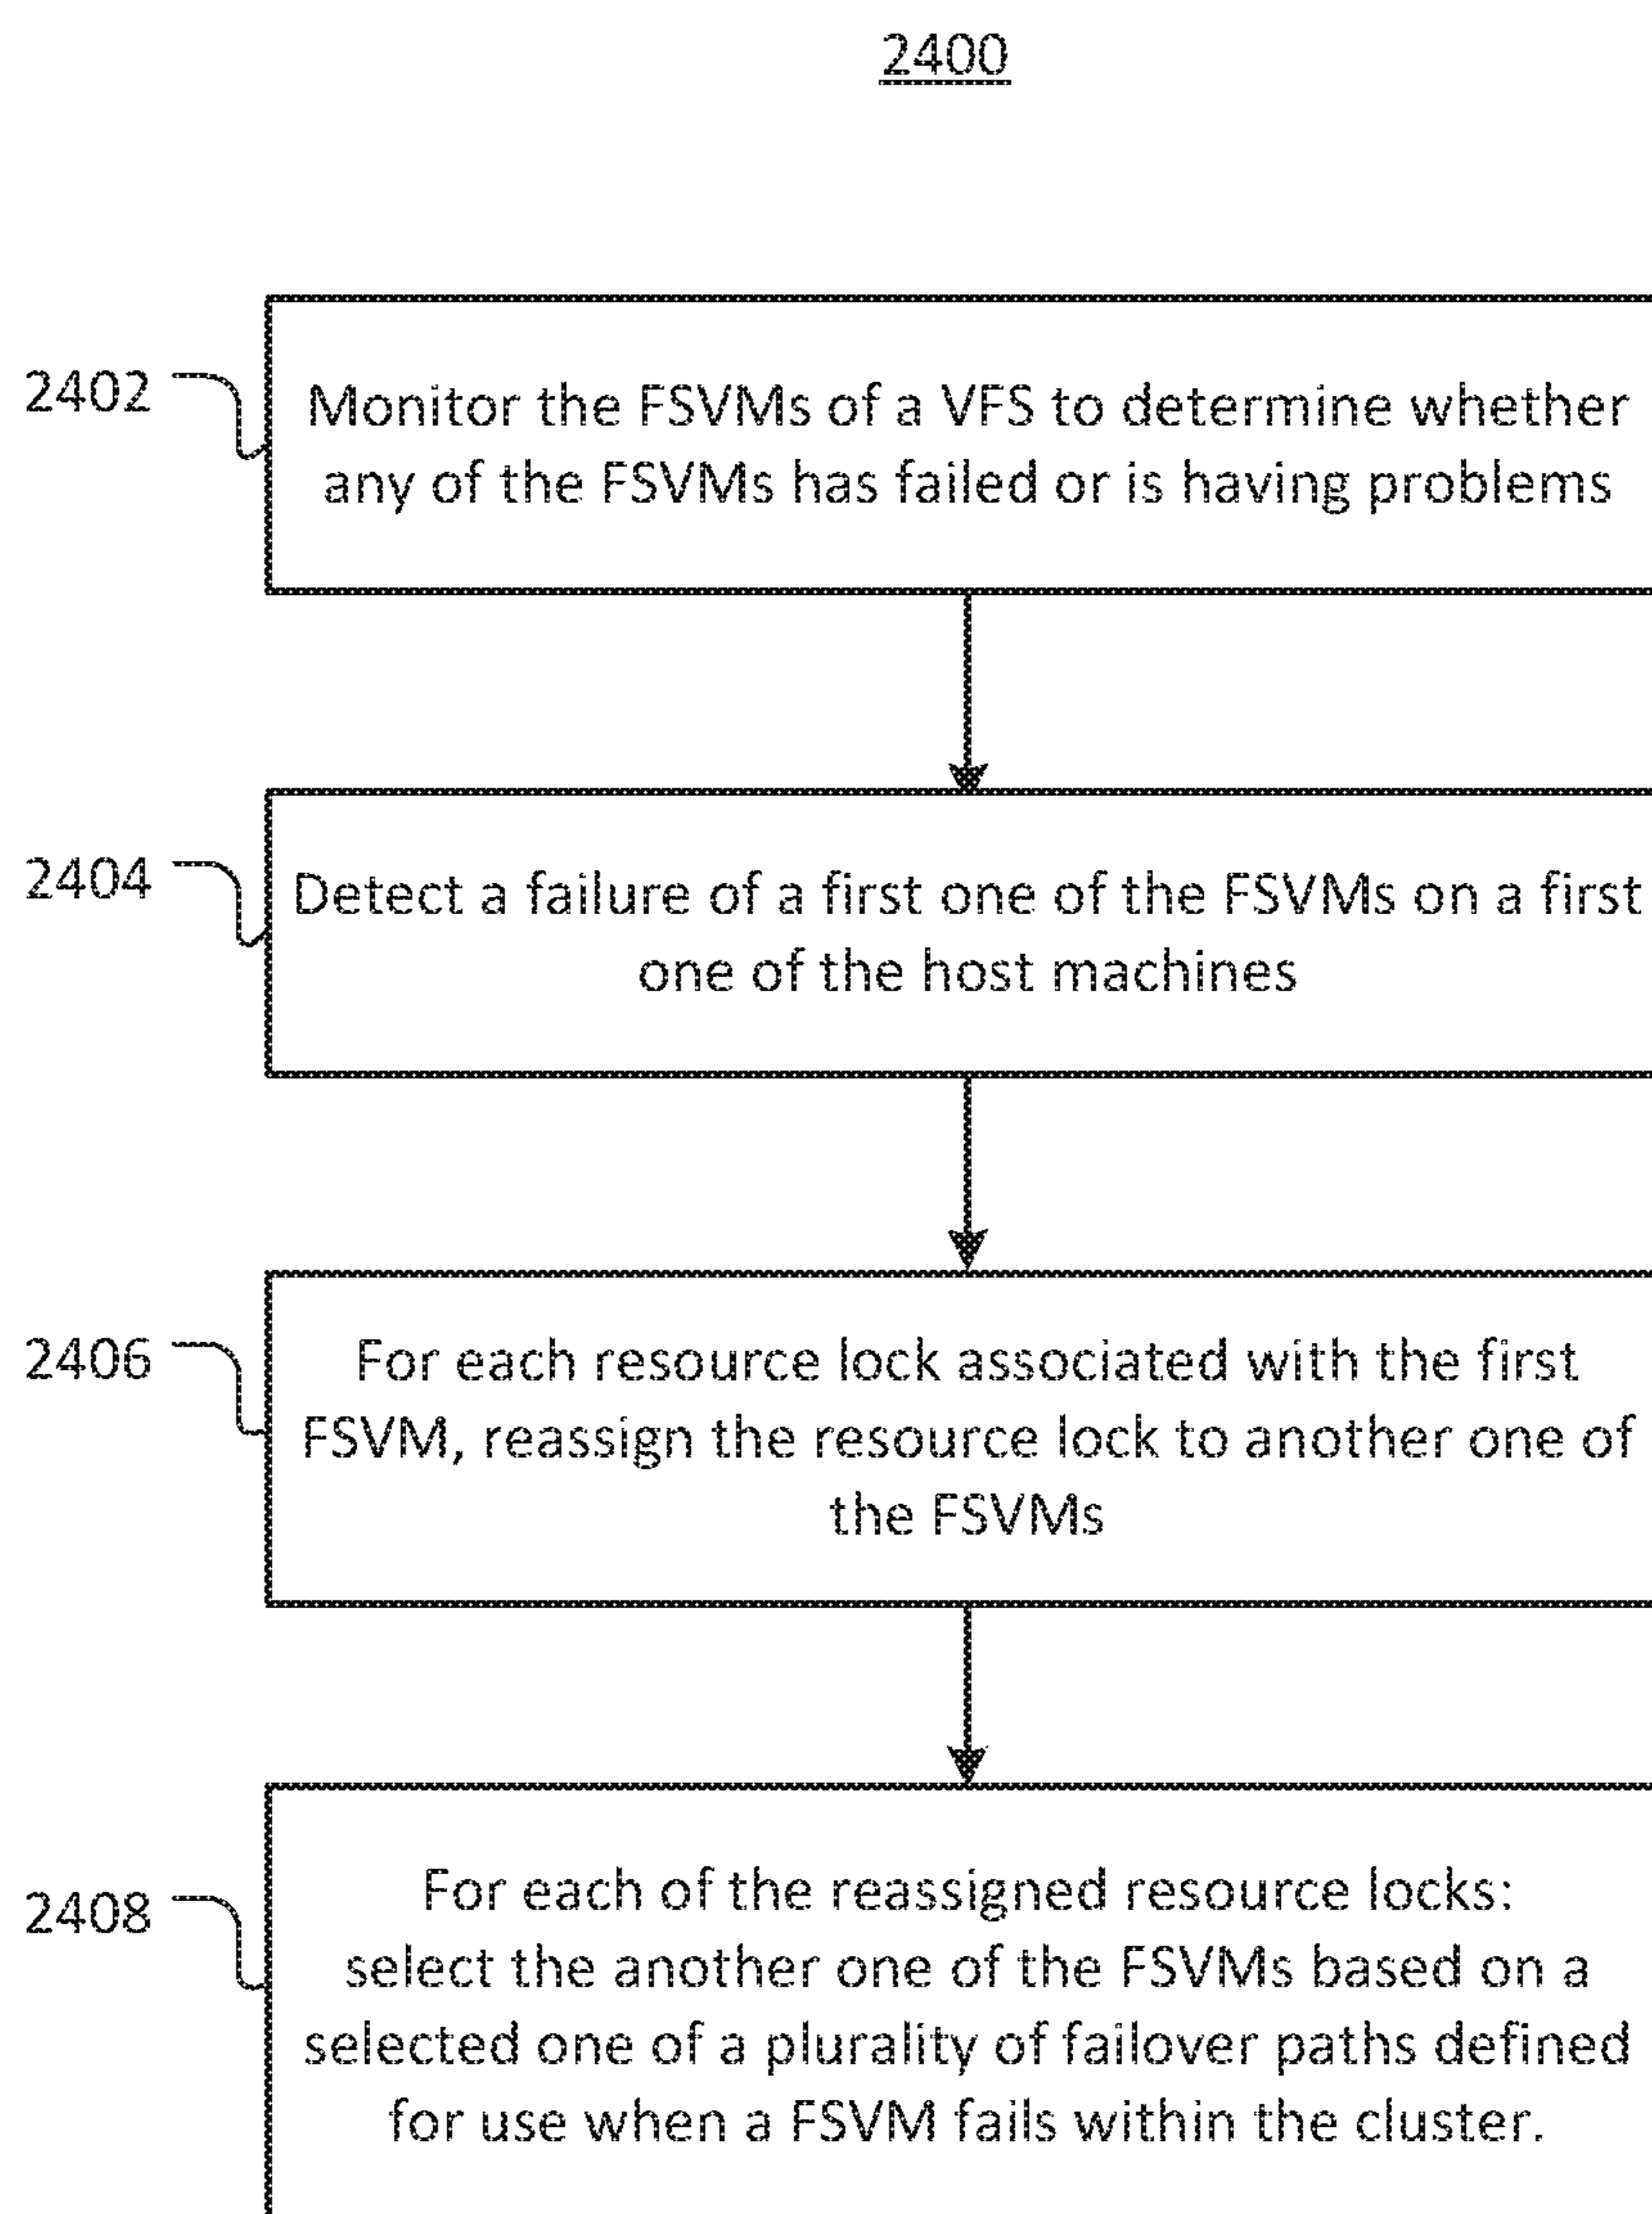 2400
2402
Monitor the FSVMs of a VFS to determine whether
any of the FSVMs has failed or is having problems
2404
Detect a failure of a first one of the FSVMs on a first
one of the host machines
2406
For each resource lock associated with the first
FSVM, reassign the resource lock to another one of
the FSVMs
2408
For each of the reassigned resource locks:
select the another one of the FSVMs based on a
selected one of a plurality of failover paths defined
for use when a FSVM fails within the cluster.